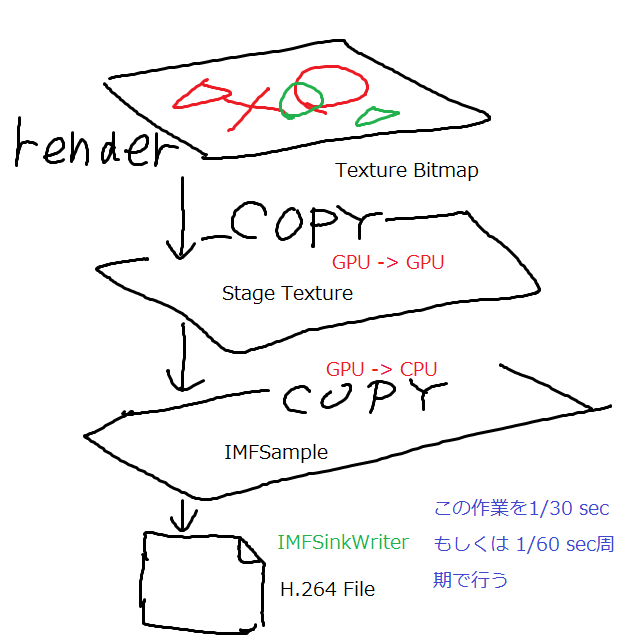 render
Texture Bitmap
COPY
GPU -> GPU
Stage Texture
GPU -> CPU
COPY
IMFSample
この作業を1/30 sec
もしくは 1/60 sec周
期で行う
IMFSinkWriter
H.264 File